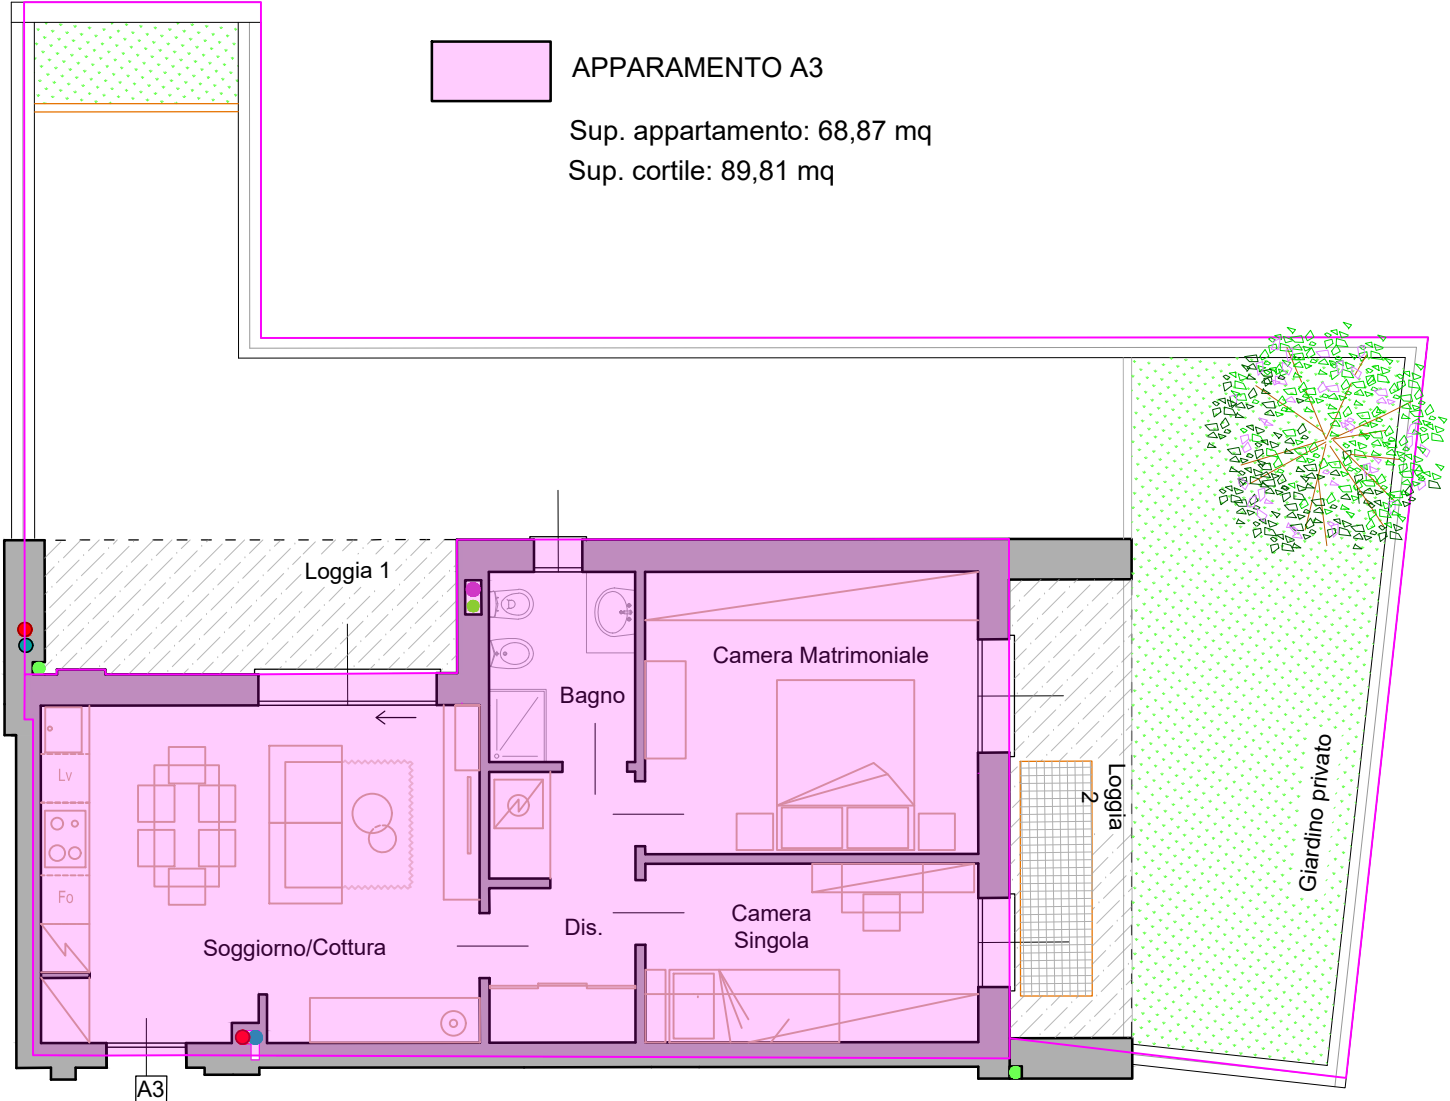 APPARAMENTO A3
Sup. appartamento: 68,87 mq
Sup. cortile: 89,81 mq
Loggia 1
Camera Matrimoniale
Bagno
Lv
Loggia
2
Giardino privato
Fo
Camera
Singola
Dis.
Soggiorno/Cottura
A3